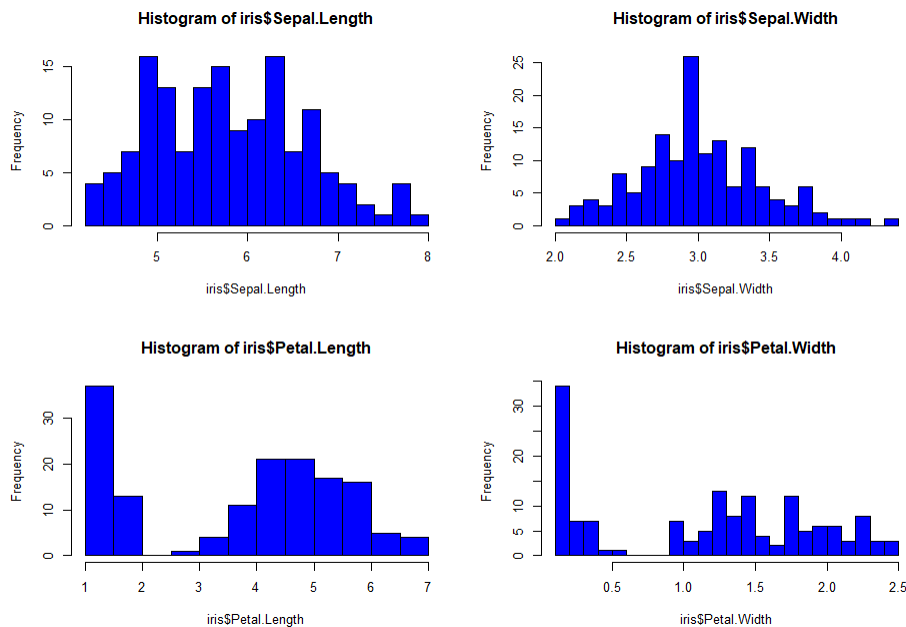 Histogram of iris$Sepal.Length
Frequency
0 5 10 15
5 6 7 8
iris$Sepal.Length
Histogram of iris$Sepal.Width
Frequency
0 5 10 15 20 25
2.0 2.5 3.0 3.5 4.0
iris$Sepal.Width
Histogram of iris$Petal.Length
Frequency
0 10 20 30
1 2 3 4 5 6 7
iris$Petal.Length
Histogram of iris$Petal.Width
Frequency
0 5 10 20 30
0.5 1.0 1.5 2.0 2.5
iris$Petal.Width